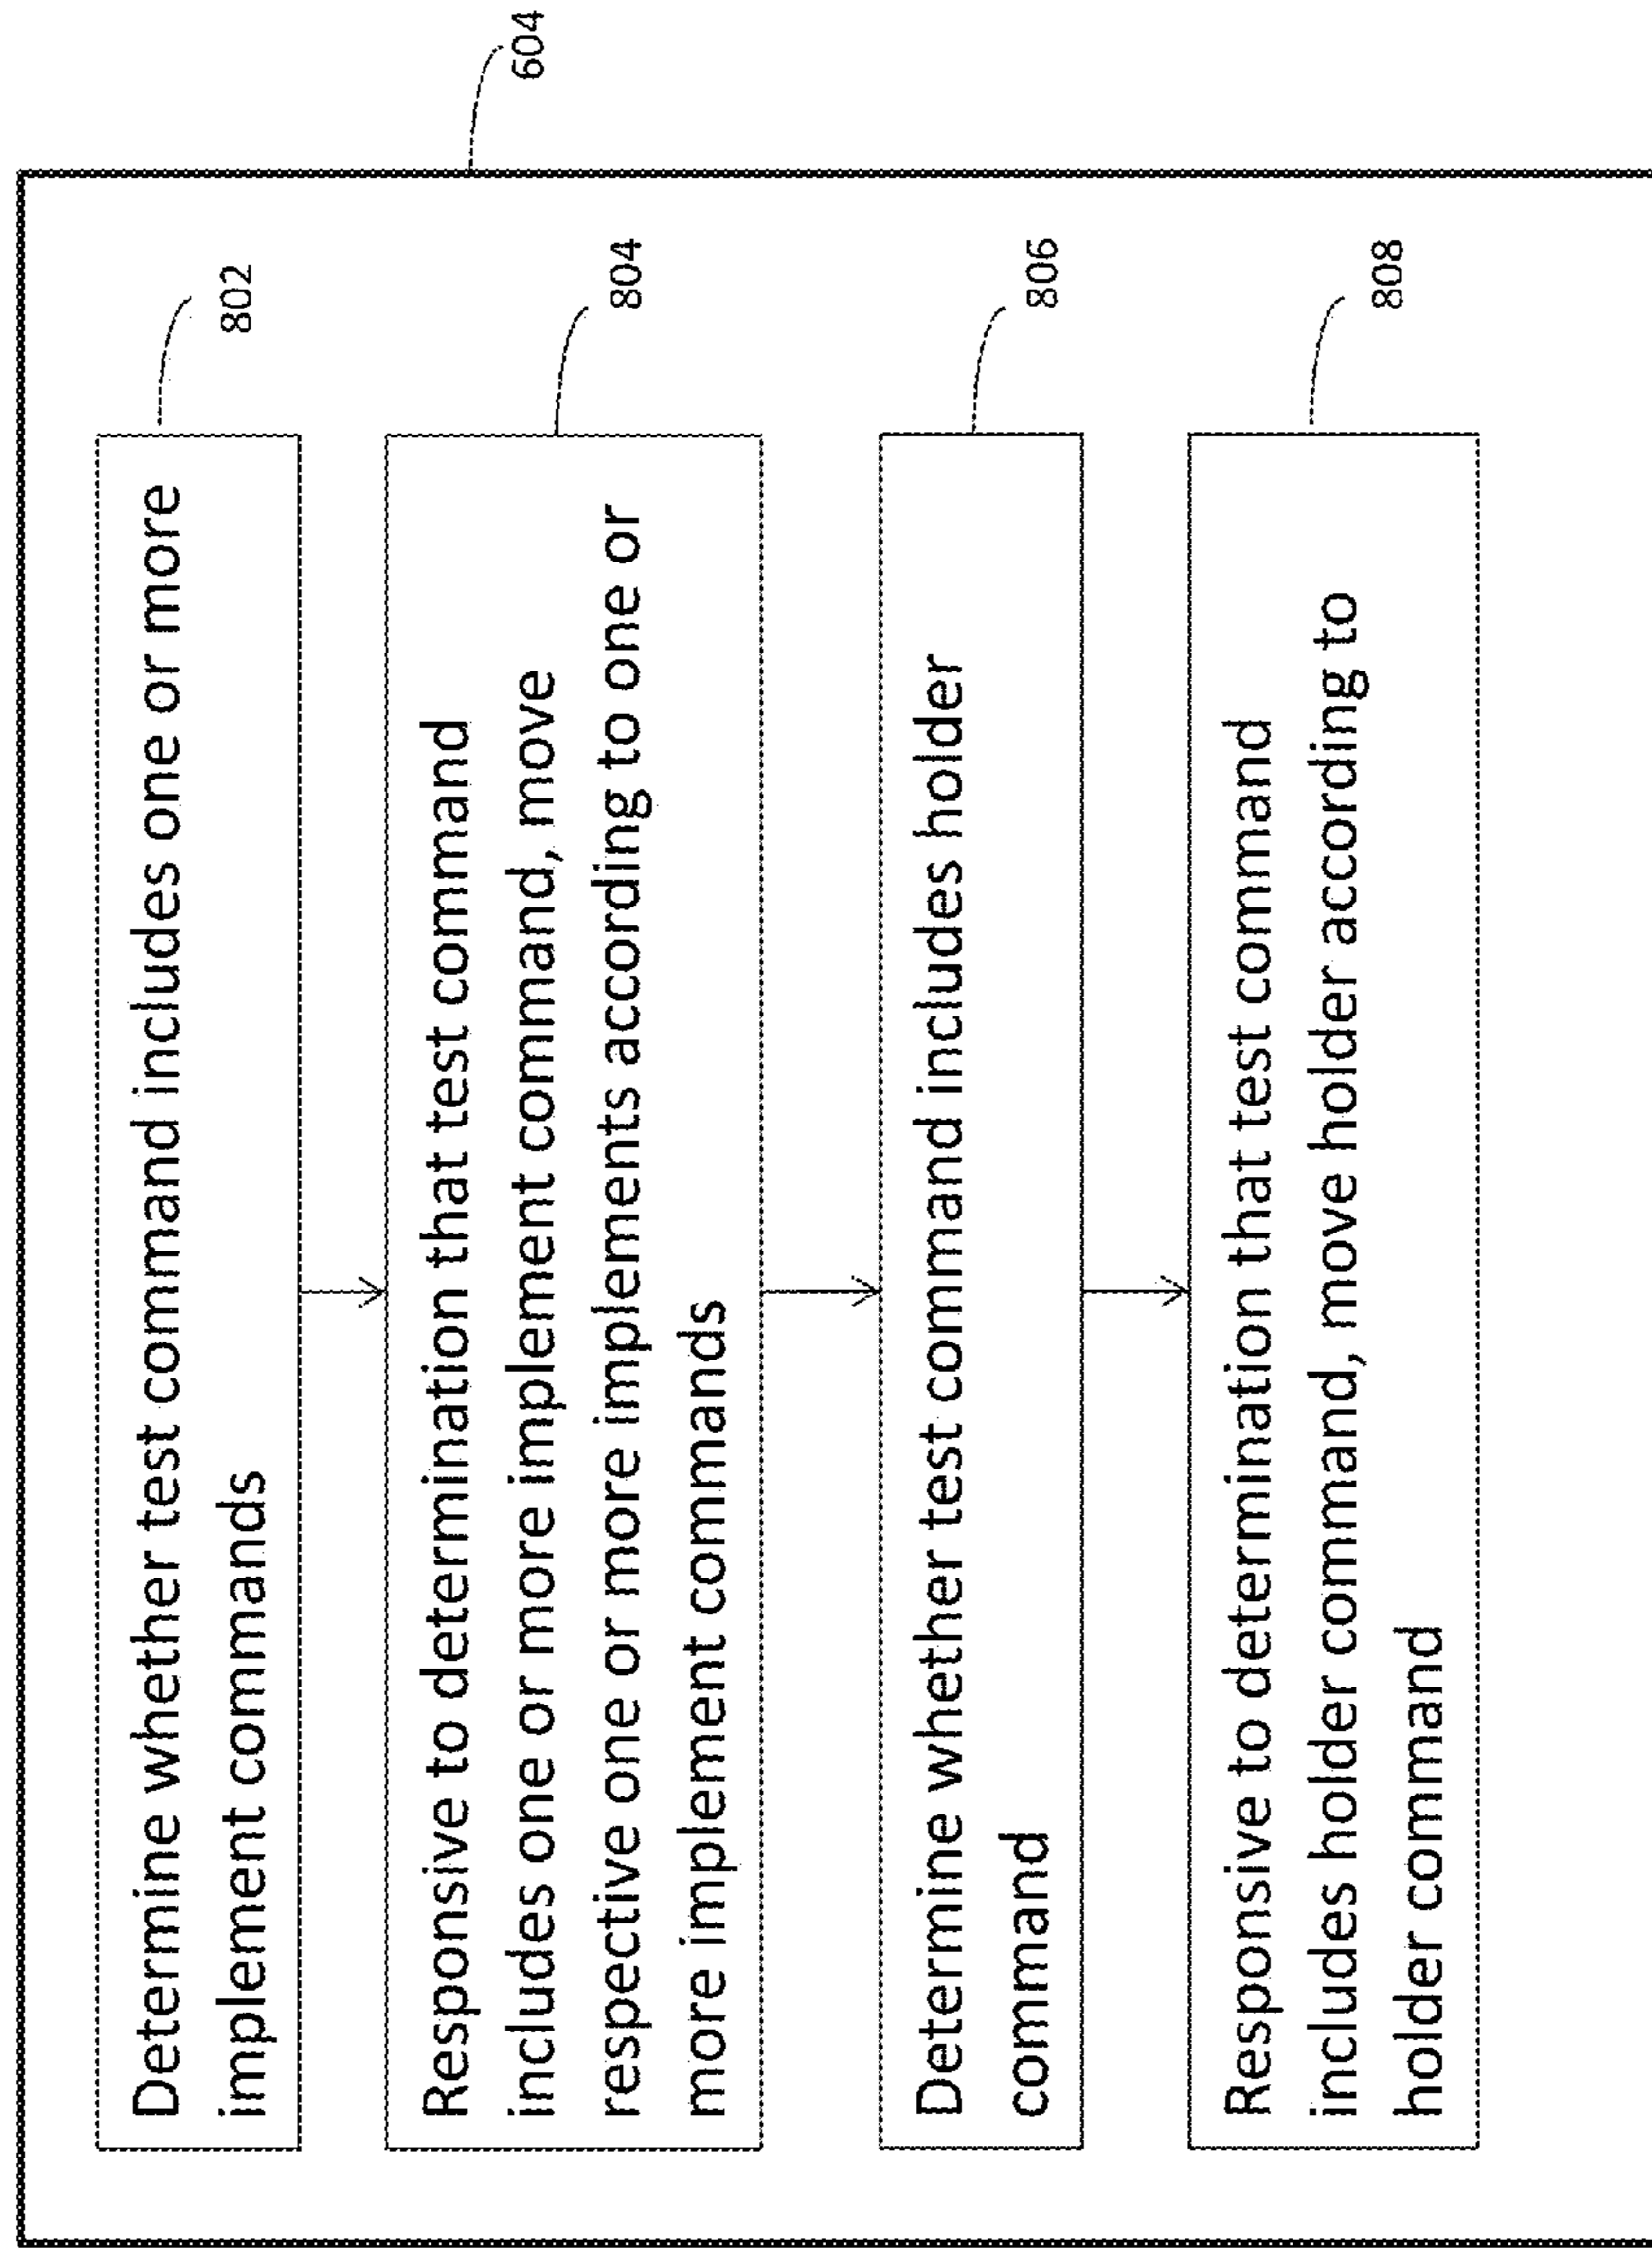 604
Determine whether test command includes one or more
implement commands
802
Responsive to determination that test command
includes one or more implement command, move
respective one or more implements according to one or
more implement commands
804
Determine whether test command includes holder
command
806
Responsive to determination that test command
includes holder command, move holder according to
holder command
808